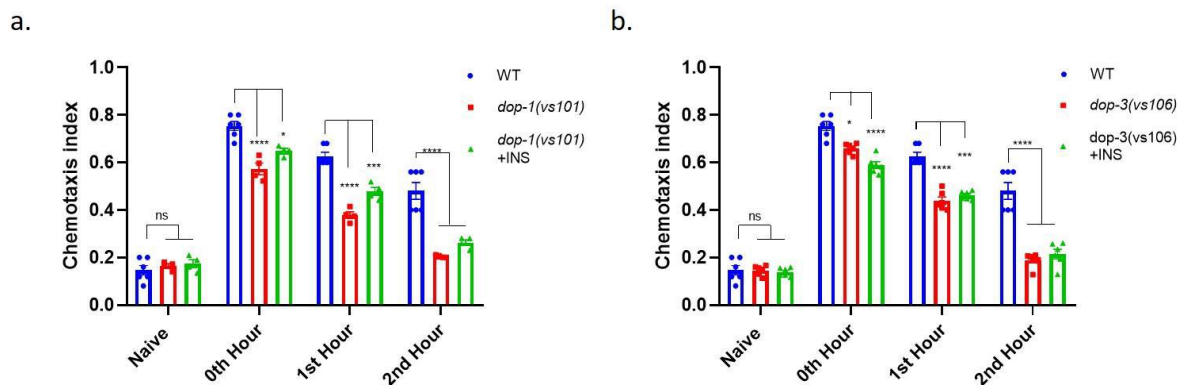 a.
Chemotaxis index
1.0
0.8
0.6
0.4
0.2
0.0
ns
****
*
****
***
****
Naive
0th Hour
1st Hour
2nd Hour
WT
dop-1(vs101)
dop-1(vs101)
+INS
b.
Chemotaxis index
1.0
0.8
0.6
0.4
0.2
0.0
ns
*
****
****
***
****
Naive
0th Hour
1st Hour
2nd Hour
WT
dop-3(vs106)
dop-3(vs106)
+INS